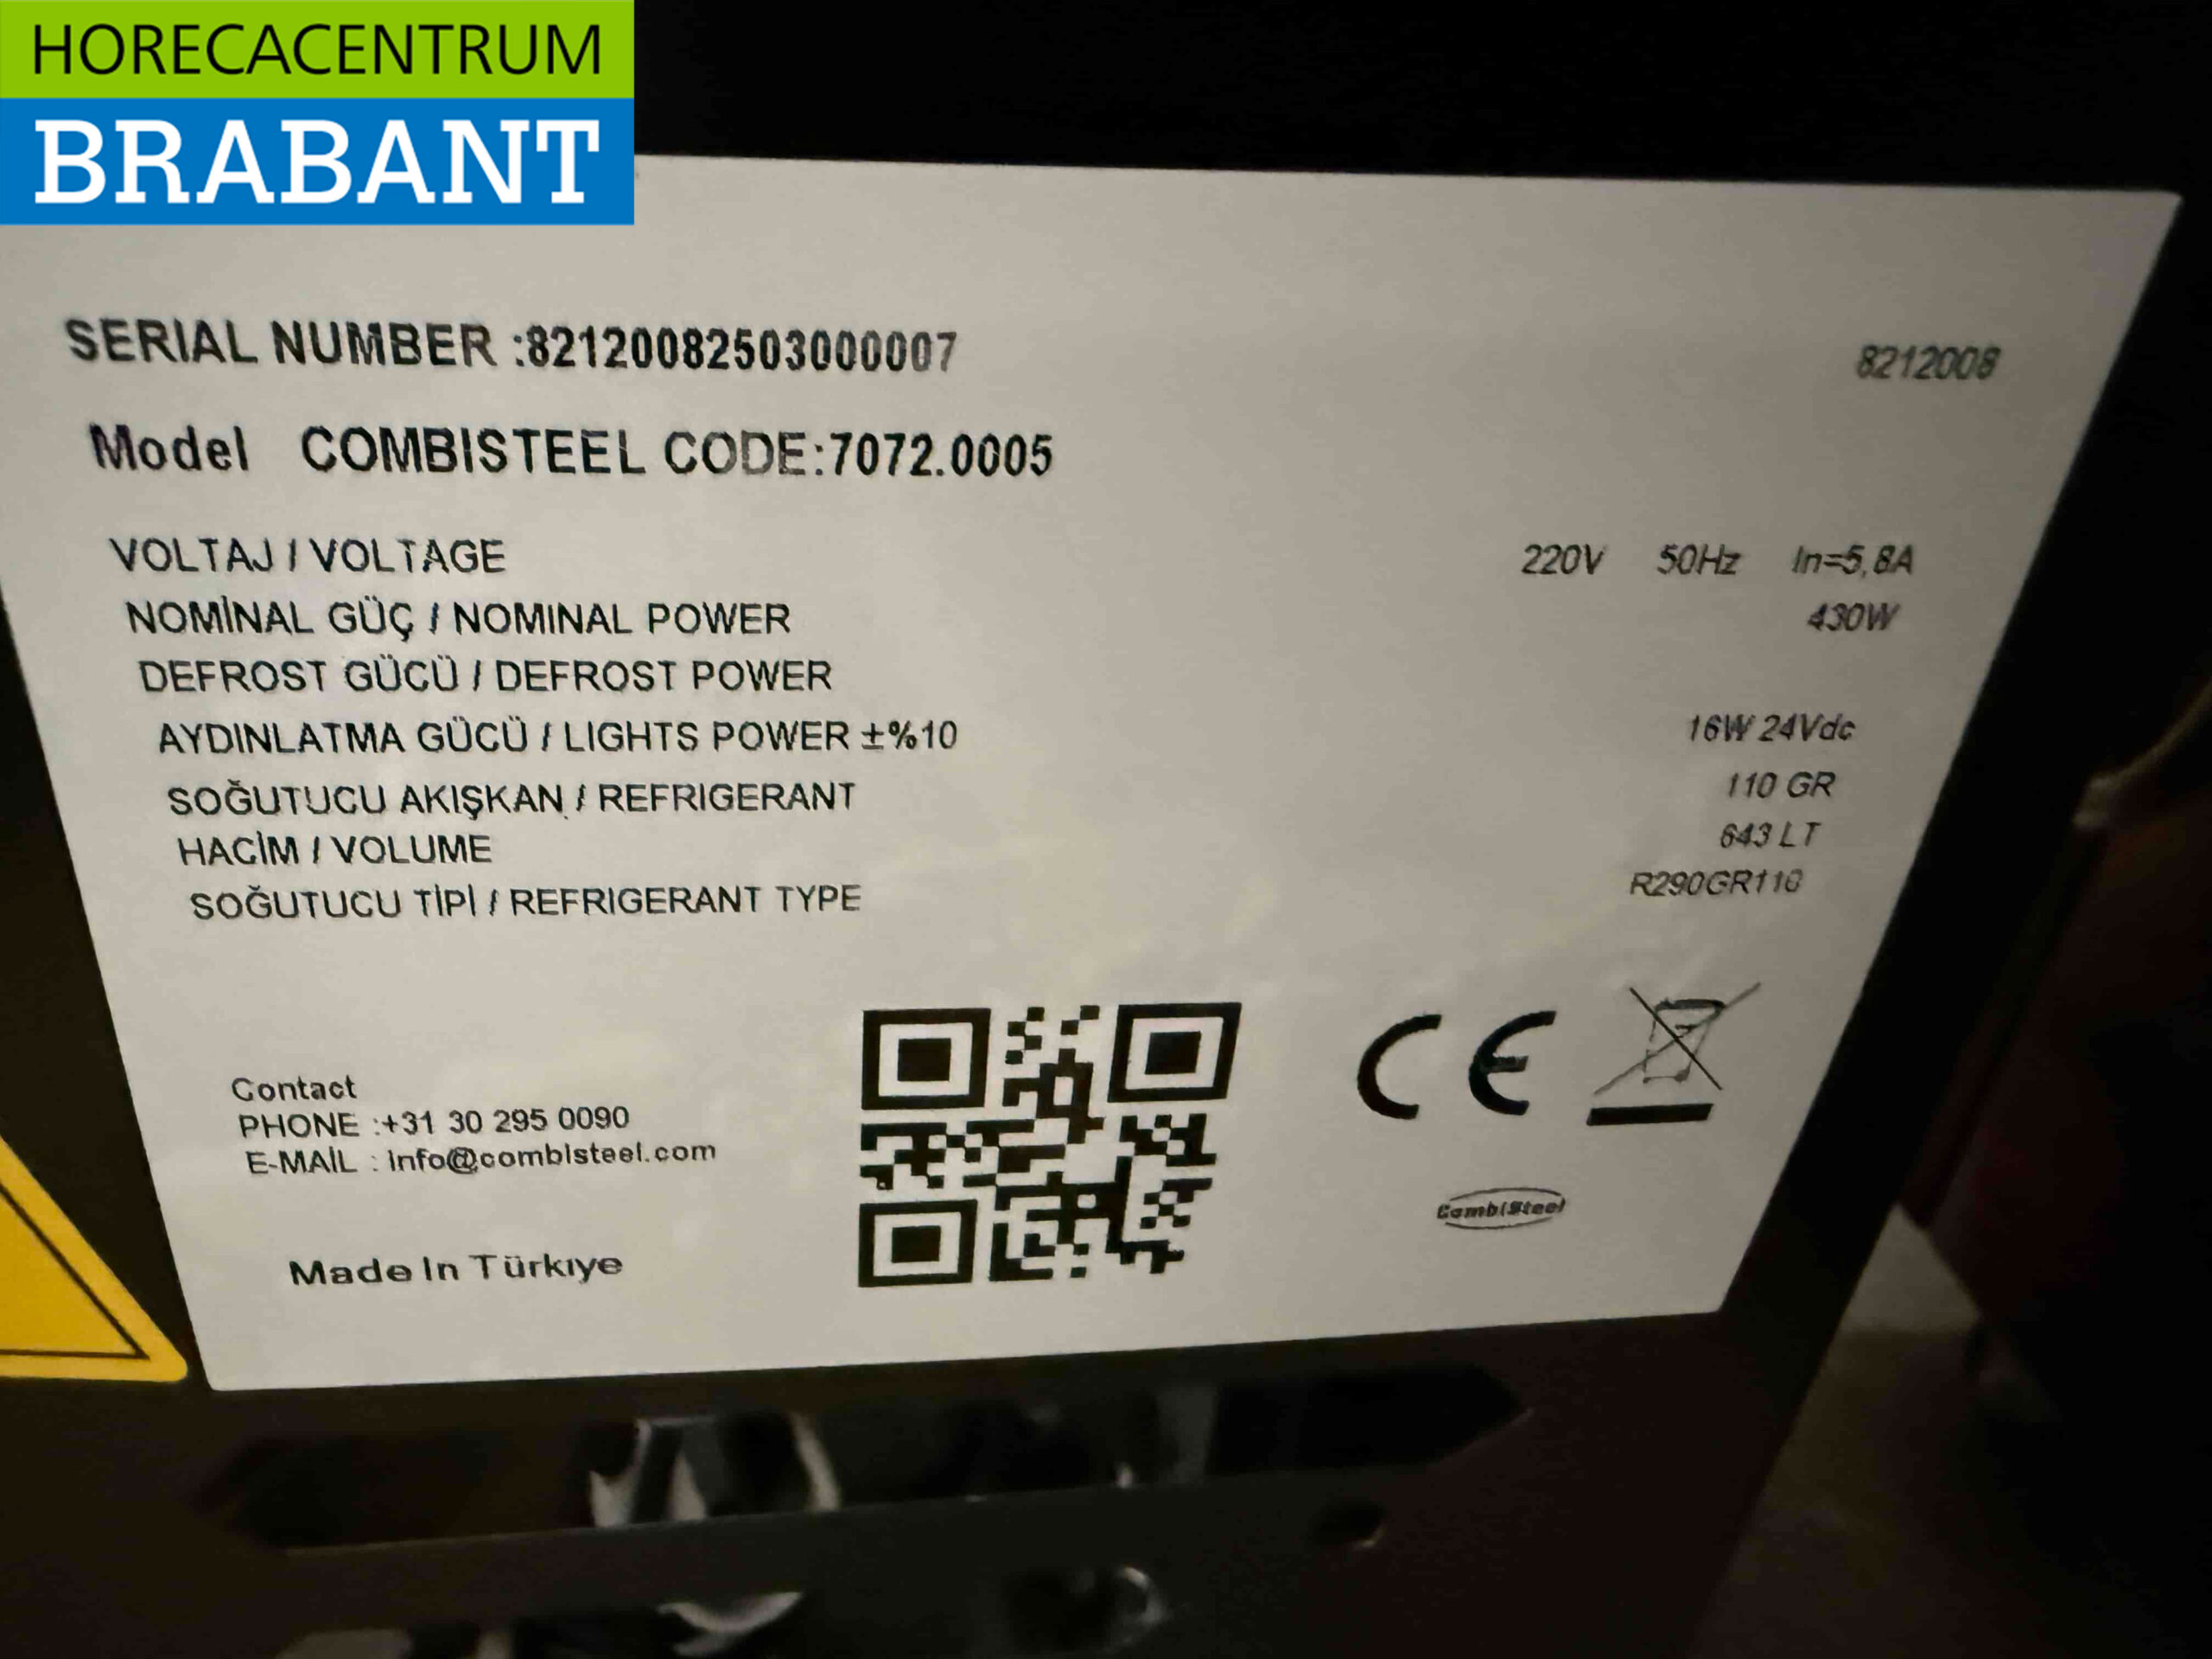 HORECACENTRUM
BRABANT
SERIAL NUMBER :82120082503000007
8212008
Model COMBISTEEL CODE:7072.0005
VOLTAJ / VOLTAGE 220V 50Hz In=5,8A
NOMİNAL GÜÇ / NOMINAL POWER 430W
DEFROST GÜCÜ / DEFROST POWER
AYDINLATMA GÜCÜ / LIGHTS POWER ±%10 16W 24Vdc
SOĞUTUCU AKIŞKAN / REFRIGERANT 110 GR
HACİM / VOLUME 643 LT
SOĞUTUCU TİPİ / REFRIGERANT TYPE R290GR110
Contact
PHONE :+31 30 295 0090
E-MAİL : info@combisteel.com
Made In Türkıye
CE
CombiSteel